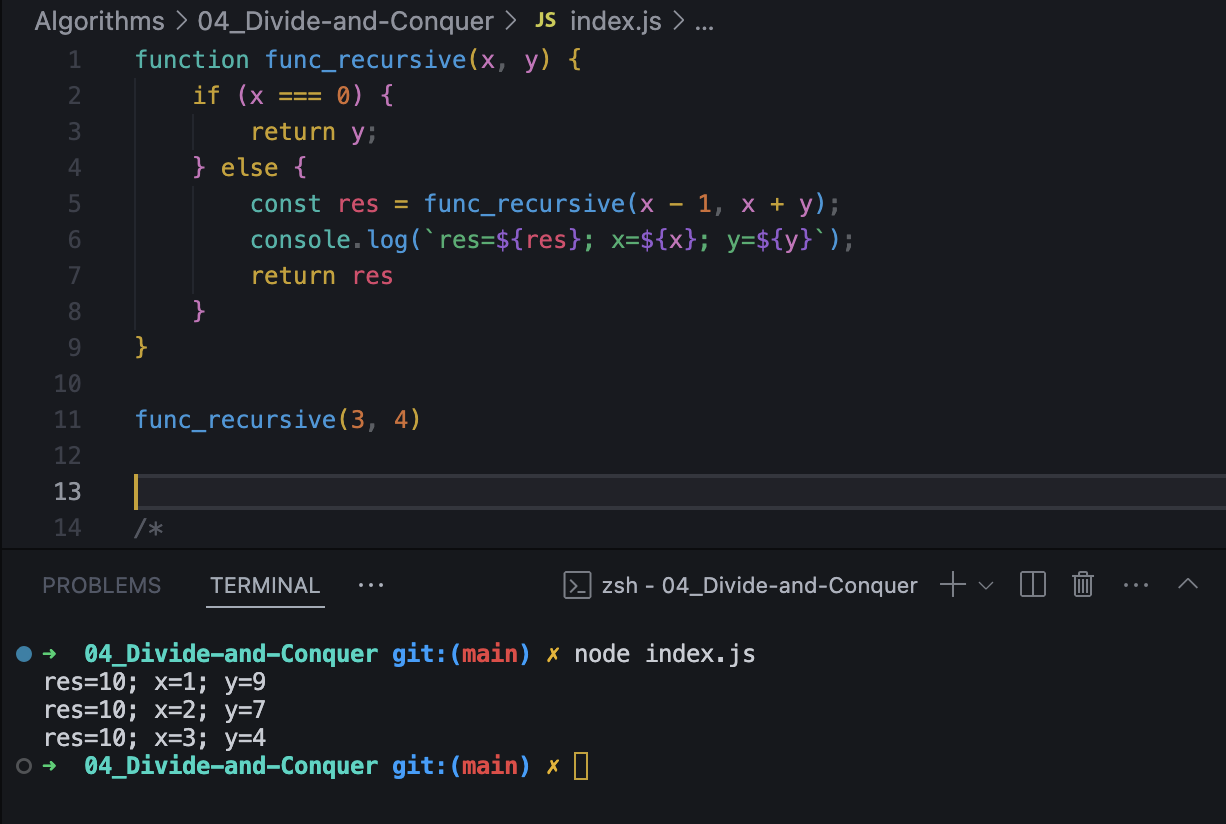 Algorithms > 04_Divide-and-Conquer > JS index.js > ...
1 function func_recursive(x, y) {
2     if (x === 0) {
3         return y;
4     } else {
5         const res = func_recursive(x - 1, x + y);
6         console.log(`res=${res}; x=${x}; y=${y}`);
7         return res
8     }
9 }
10
11 func_recursive(3, 4)
12
13
14 /*
PROBLEMS TERMINAL ··· zsh - 04_Divide-and-Conquer
➜ 04_Divide-and-Conquer git:(main) ✗ node index.js
res=10; x=1; y=9
res=10; x=2; y=7
res=10; x=3; y=4
➜ 04_Divide-and-Conquer git:(main) ✗